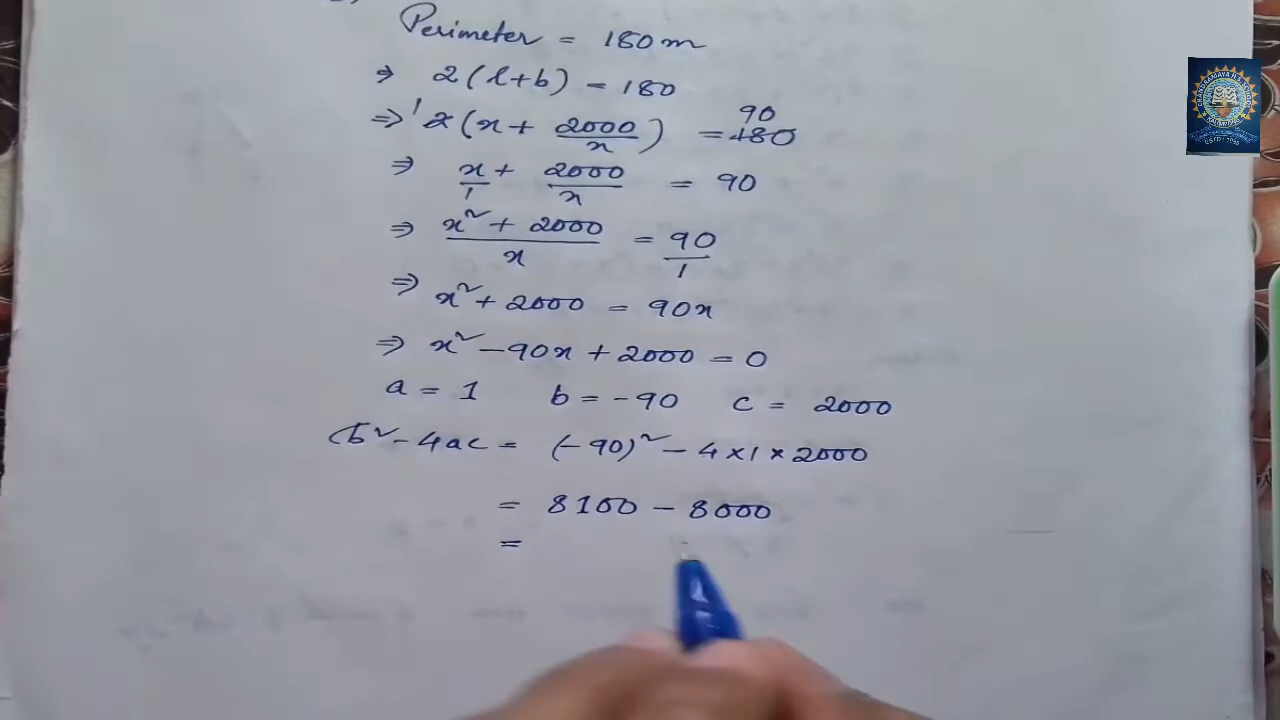 Perimeter = 180 m
⇒ 2(l+b) = 180
⇒ 1 2(x + 2000/x) = 180 90
⇒ x/1 + 2000/x = 90
⇒ (x² + 2000)/x = 90/1
⇒ x² + 2000 = 90x
⇒ x² - 90x + 2000 = 0
a = 1 b = -90 c = 2000
b² - 4ac = (-90)² - 4×1×2000
= 8100 - 8000
=